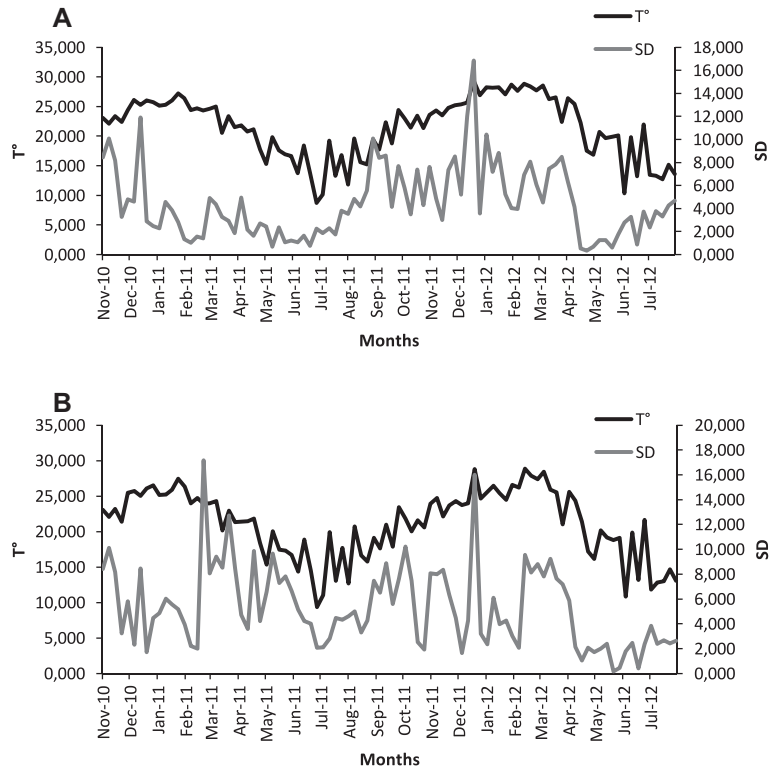 A
T°
SD
35,000
30,000
25,000
20,000
15,000
10,000
5,000
0,000
T°
18,000
16,000
14,000
12,000
10,000
8,000
6,000
4,000
2,000
0,000
SD
Nov-10
Dec-10
Jan-11
Feb-11
Mar-11
Apr-11
May-11
Jun-11
Jul-11
Aug-11
Sep-11
Oct-11
Nov-11
Dec-11
Jan-12
Feb-12
Mar-12
Apr-12
May-12
Jun-12
Jul-12
Months
B
T°
SD
35,000
30,000
25,000
20,000
15,000
10,000
5,000
0,000
T°
20,000
18,000
16,000
14,000
12,000
10,000
8,000
6,000
4,000
2,000
0,000
SD
Nov-10
Dec-10
Jan-11
Feb-11
Mar-11
Apr-11
May-11
Jun-11
Jul-11
Aug-11
Sep-11
Oct-11
Nov-11
Dec-11
Jan-12
Feb-12
Mar-12
Apr-12
May-12
Jun-12
Jul-12
Months